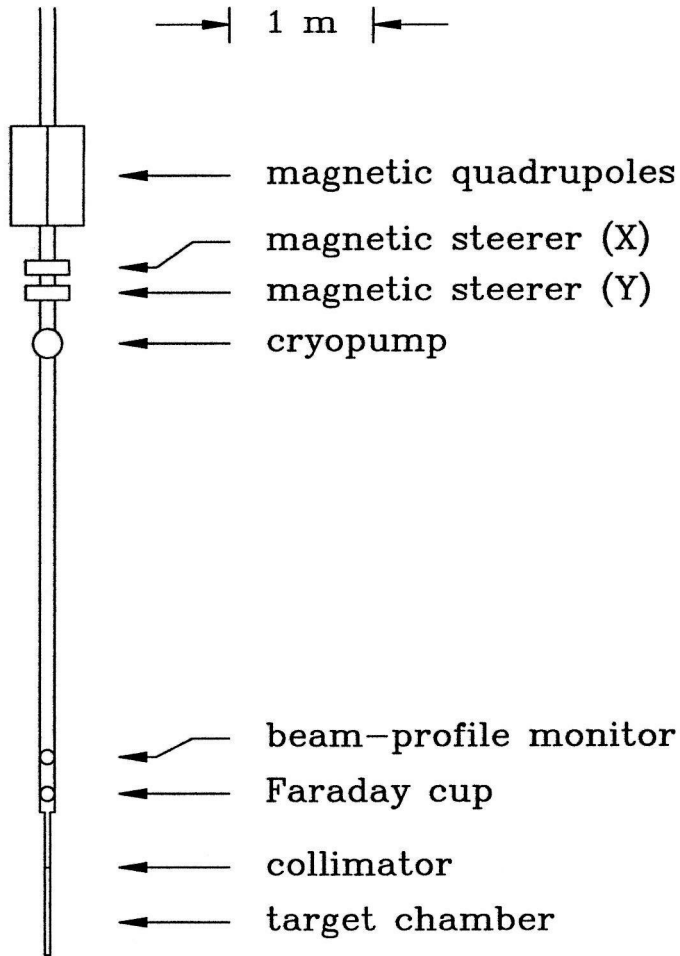 1 m
magnetic quadrupoles
magnetic steerer (X)
magnetic steerer (Y)
cryopump
beam-profile monitor
Faraday cup
collimator
target chamber